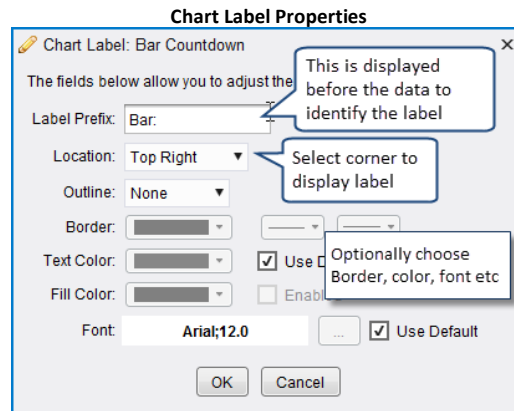 Chart Label Properties
Chart Label: Bar Countdown
The fields below allow you to adjust the
This is displayed
before the data to
identify the label
Label Prefix: Bar:
Location: Top Right
Select corner to
display label
Outline: None
Border:
Text Color: Use D
Optionally choose
Border, color, font etc
Fill Color:
Font: Arial;12.0 ... Use Default
OK Cancel